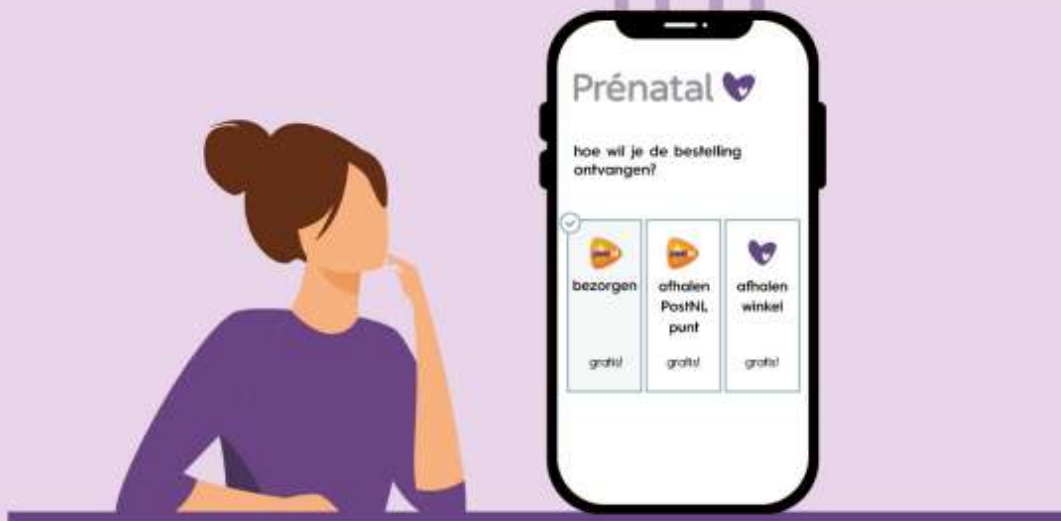 Prénatal
hoe wil je de bestelling
ontvangen?
bezorgen
gratis!
afhalen
PostNL
punt
gratis!
afhalen
winkel
gratis!